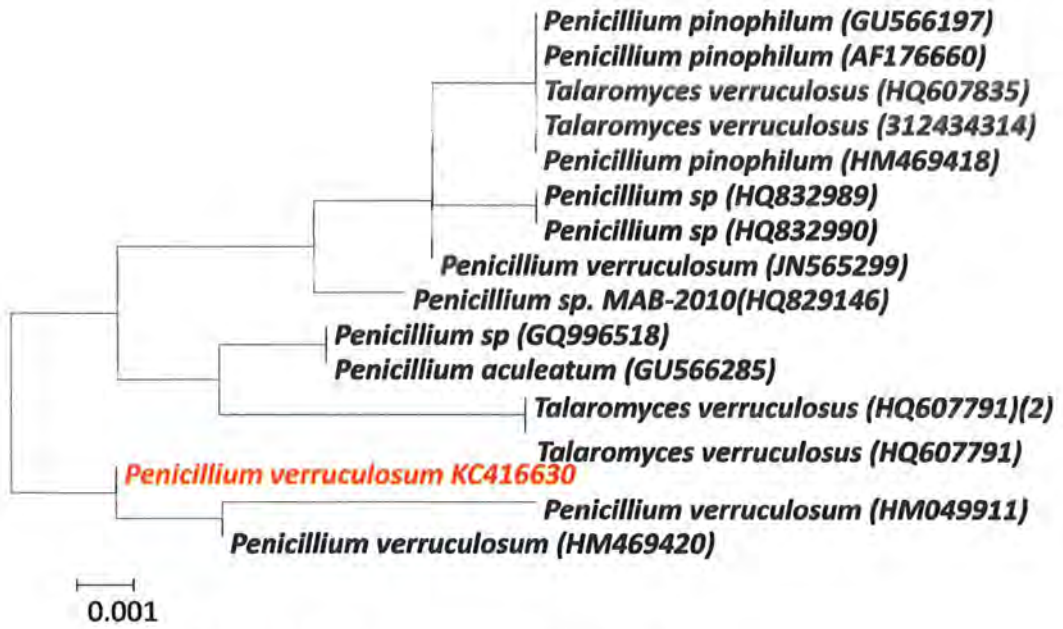 Penicillium pinophilum (GU566197)
Penicillium pinophilum (AF176660)
Talaromyces verruculosus (HQ607835)
Talaromyces verruculosus (312434314)
Penicillium pinophilum (HM469418)
Penicillium sp (HQ832989)
Penicillium sp (HQ832990)
Penicillium verruculosum (JN565299)
Penicillium sp. MAB-2010(HQ829146)
Penicillium sp (GQ996518)
Penicillium aculeatum (GU566285)
Talaromyces verruculosus (HQ607791)(2)
Talaromyces verruculosus (HQ607791)
Penicillium verruculosum KC416630
Penicillium verruculosum (HM049911)
Penicillium verruculosum (HM469420)
0.001